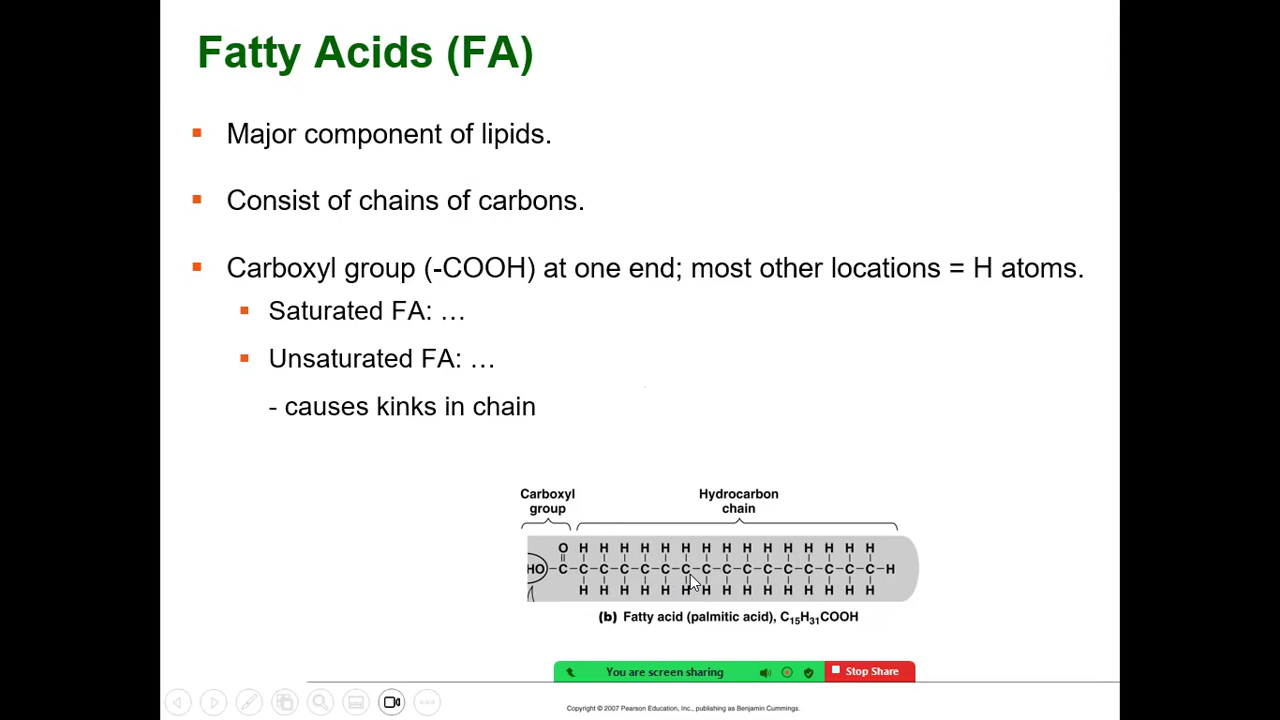 Fatty Acids (FA)
Major component of lipids.
Consist of chains of carbons.
Carboxyl group (-COOH) at one end; most other locations = H atoms.
Saturated FA: …
Unsaturated FA: …
- causes kinks in chain
Carboxyl group
Hydrocarbon chain
O H H H H H H H H H H H H H H H
HO–C–C–C–C–C–C–C–C–C–C–C–C–C–C–C–C–H
H H H H H H H H H H H H H H H
(b) Fatty acid (palmitic acid), C₁₅H₃₁COOH
You are screen sharing
Stop Share
Copyright © 2007 Pearson Education, Inc., publishing as Benjamin Cummings.